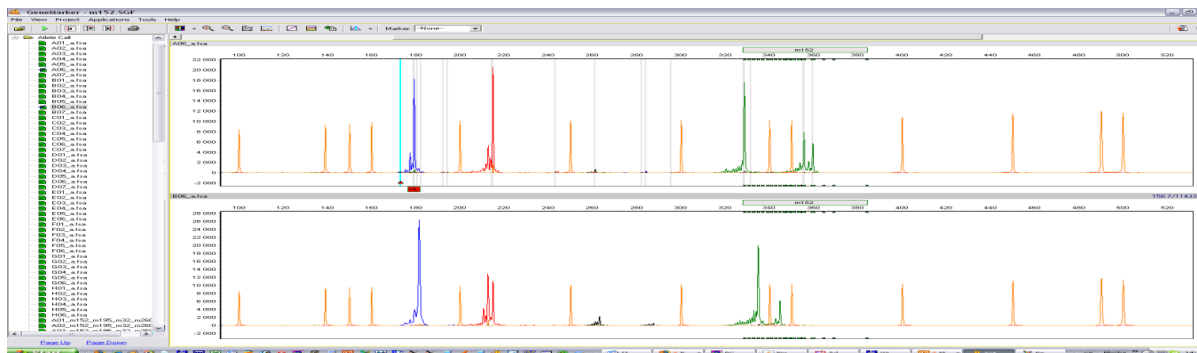 GeneMarker - m152.SGF
File View Project Applications Tools Help
Marker: -None-
Allele Call
A01_a.fsa
A02_a.fsa
A03_a.fsa
A04_a.fsa
A05_a.fsa
A06_a.fsa
A07_a.fsa
B01_a.fsa
B02_a.fsa
B03_a.fsa
B04_a.fsa
B05_a.fsa
B06_a.fsa
B07_a.fsa
C01_a.fsa
C02_a.fsa
C03_a.fsa
C04_a.fsa
C05_a.fsa
C06_a.fsa
C07_a.fsa
D01_a.fsa
D02_a.fsa
D03_a.fsa
D04_a.fsa
D05_a.fsa
D06_a.fsa
D07_a.fsa
E01_a.fsa
E02_a.fsa
E03_a.fsa
E04_a.fsa
E05_a.fsa
E06_a.fsa
F01_a.fsa
F02_a.fsa
F03_a.fsa
F04_a.fsa
F05_a.fsa
F06_a.fsa
G01_a.fsa
G02_a.fsa
G03_a.fsa
G04_a.fsa
G05_a.fsa
G06_a.fsa
H01_a.fsa
H02_a.fsa
H03_a.fsa
H04_a.fsa
H05_a.fsa
H06_a.fsa
A01_m152_m195_m32_m260
A02_m152_m195_m32_m260
Page Up Page Down
A06_a.fsa
100 120 140 160 180 200 220 240 260 280 300 320 340 360 380 400 420 440 460 480 500 520
m152
22 000
20 000
18 000
16 000
14 000
12 000
10 000
8 000
6 000
4 000
2 000
0
-2 000
B06_a.fsa
156.7/11433
100 120 140 160 180 200 220 240 260 280 300 320 340 360 380 400 420 440 460 480 500 520
m152
28 000
26 000
24 000
22 000
20 000
18 000
16 000
14 000
12 000
10 000
8 000
6 000
4 000
2 000
0
-2 000